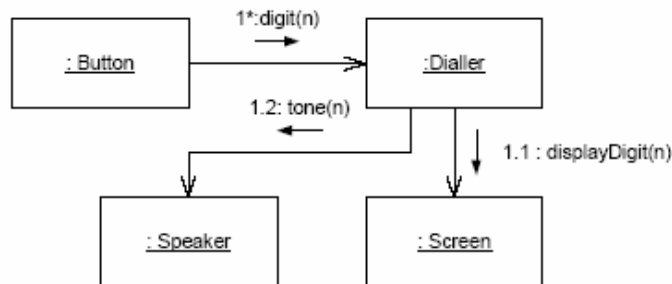 1*:digit(n)
: Button
:Dialler
1.2: tone(n)
1.1 : displayDigit(n)
: Speaker
: Screen